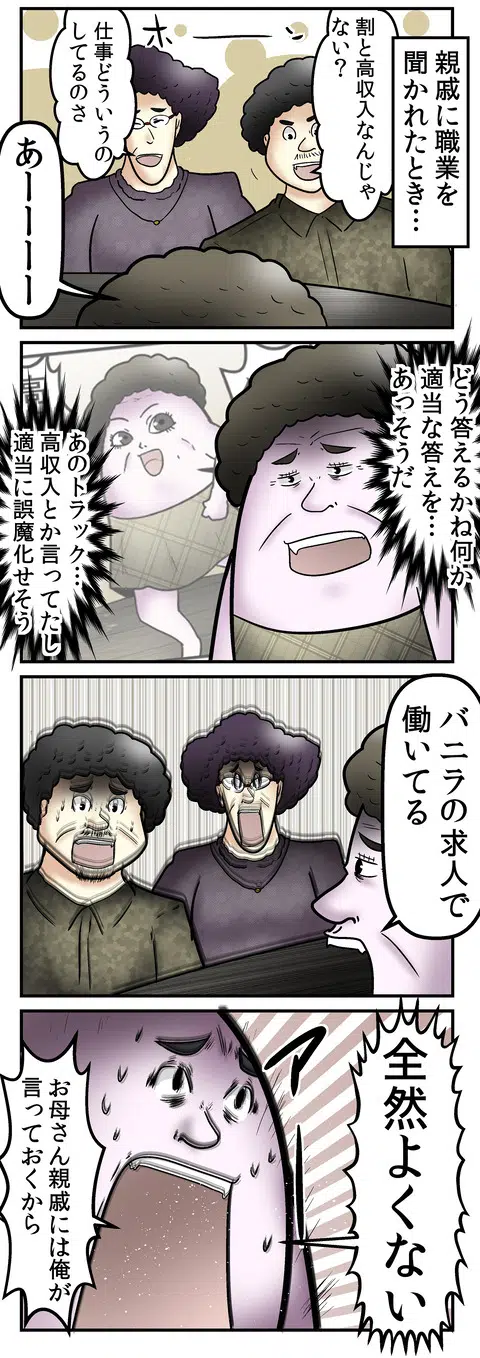 親戚に職業を
聞かれたとき…
割と高収入なんじゃ
ない？
ホ
ー
仕事どういうの
してるのさ
あーーーー
どう答えるかね何か
適当な答えを…
あっそうだ
あのトラック…
高収入とか言ってたし
適当に誤魔化せそう
バニラの求人で
働いてる
全然よくない
ア
お母さん親戚には俺が
言っておくから